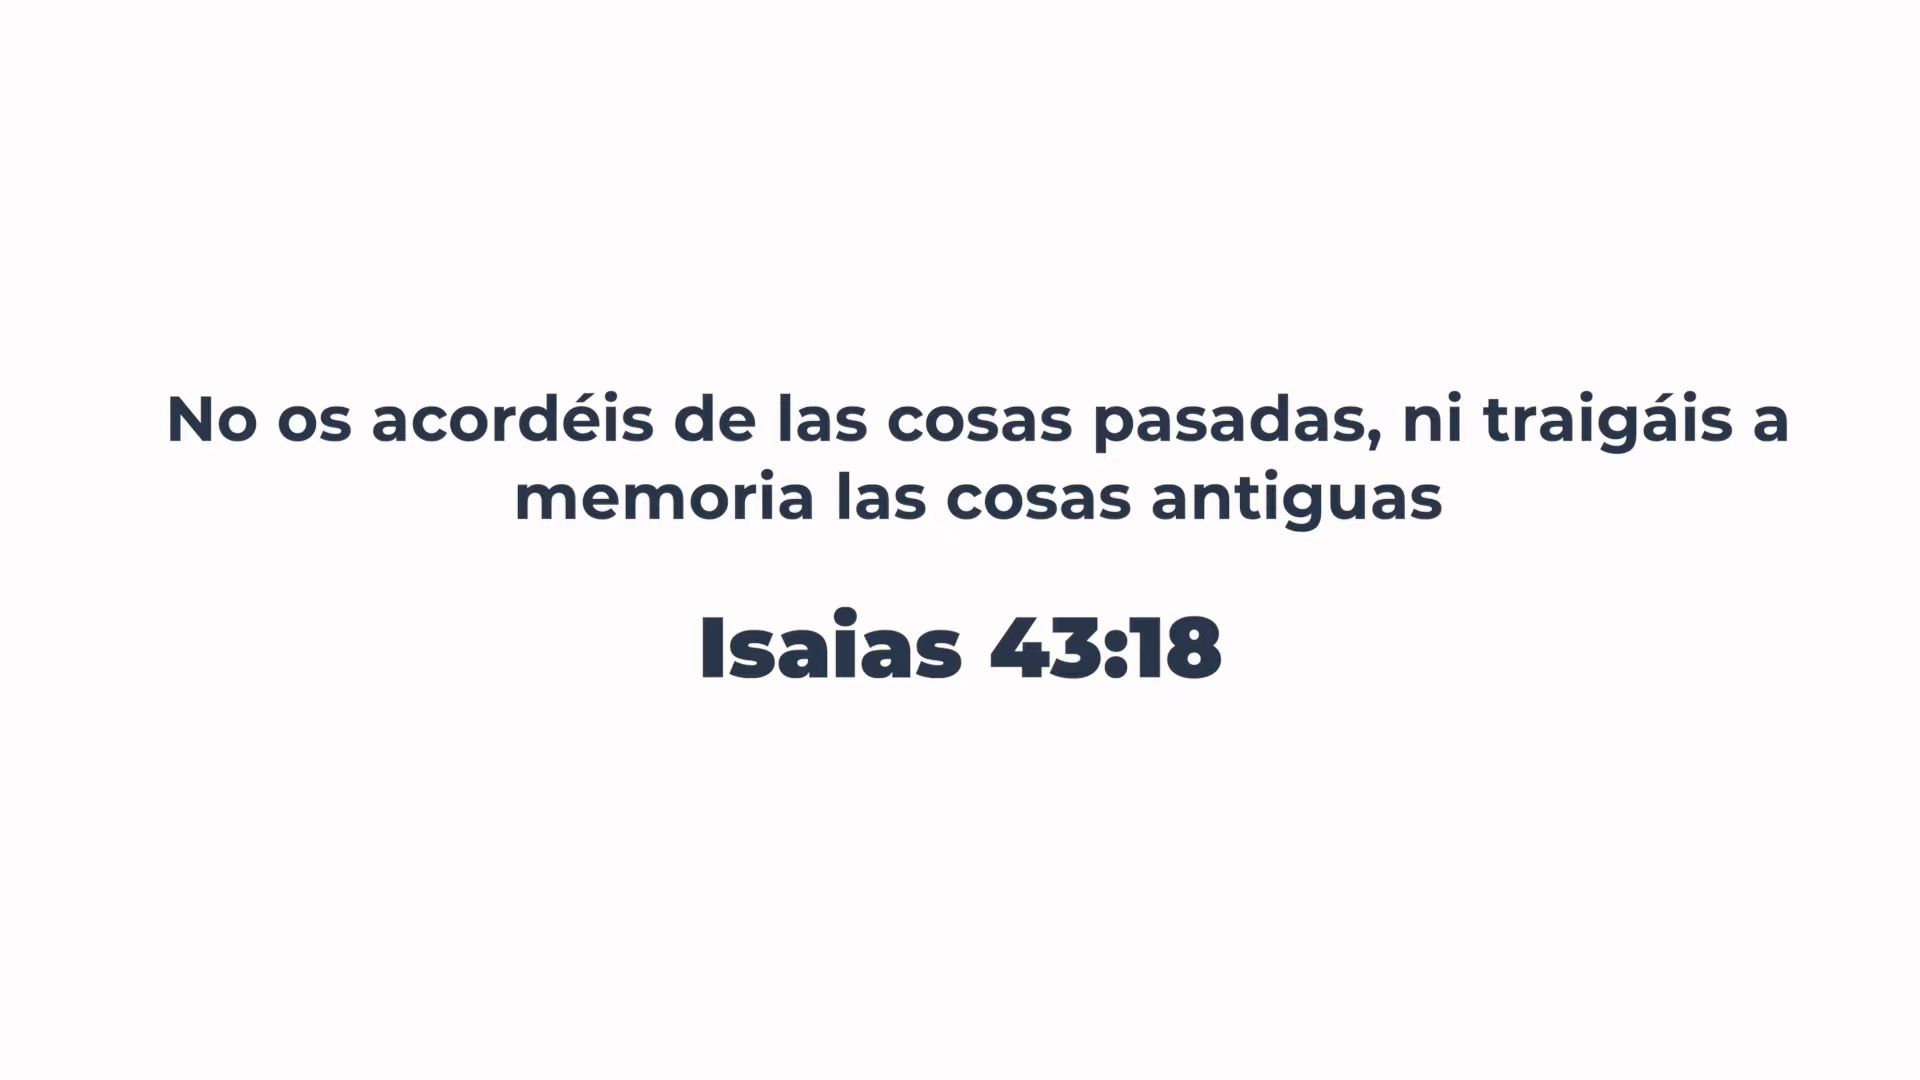 No os acordéis de las cosas pasadas, ni traigáis a
memoria las cosas antiguas
Isaias 43:18